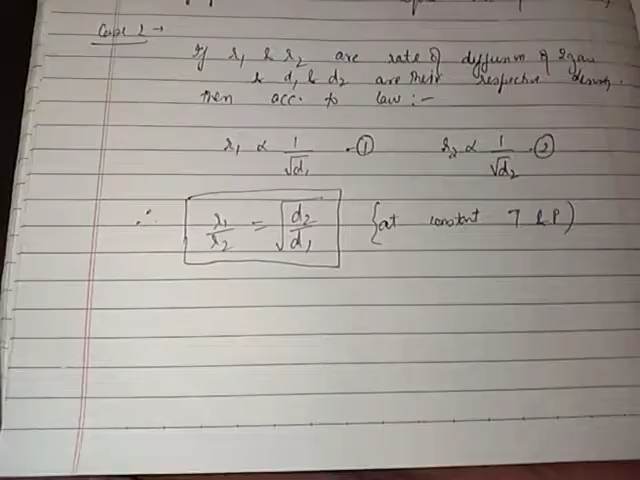 Case 2 →
If r₁ & r₂ are rate of diffusion of 2 gas
& d₁ & d₂ are their respective density.
then acc. to law :-
r₁ ∝ 1/√d₁ -① r₂ ∝ 1/√d₂ -②
∴ r₁/r₂ = √(d₂/d₁) {at constant T & P)